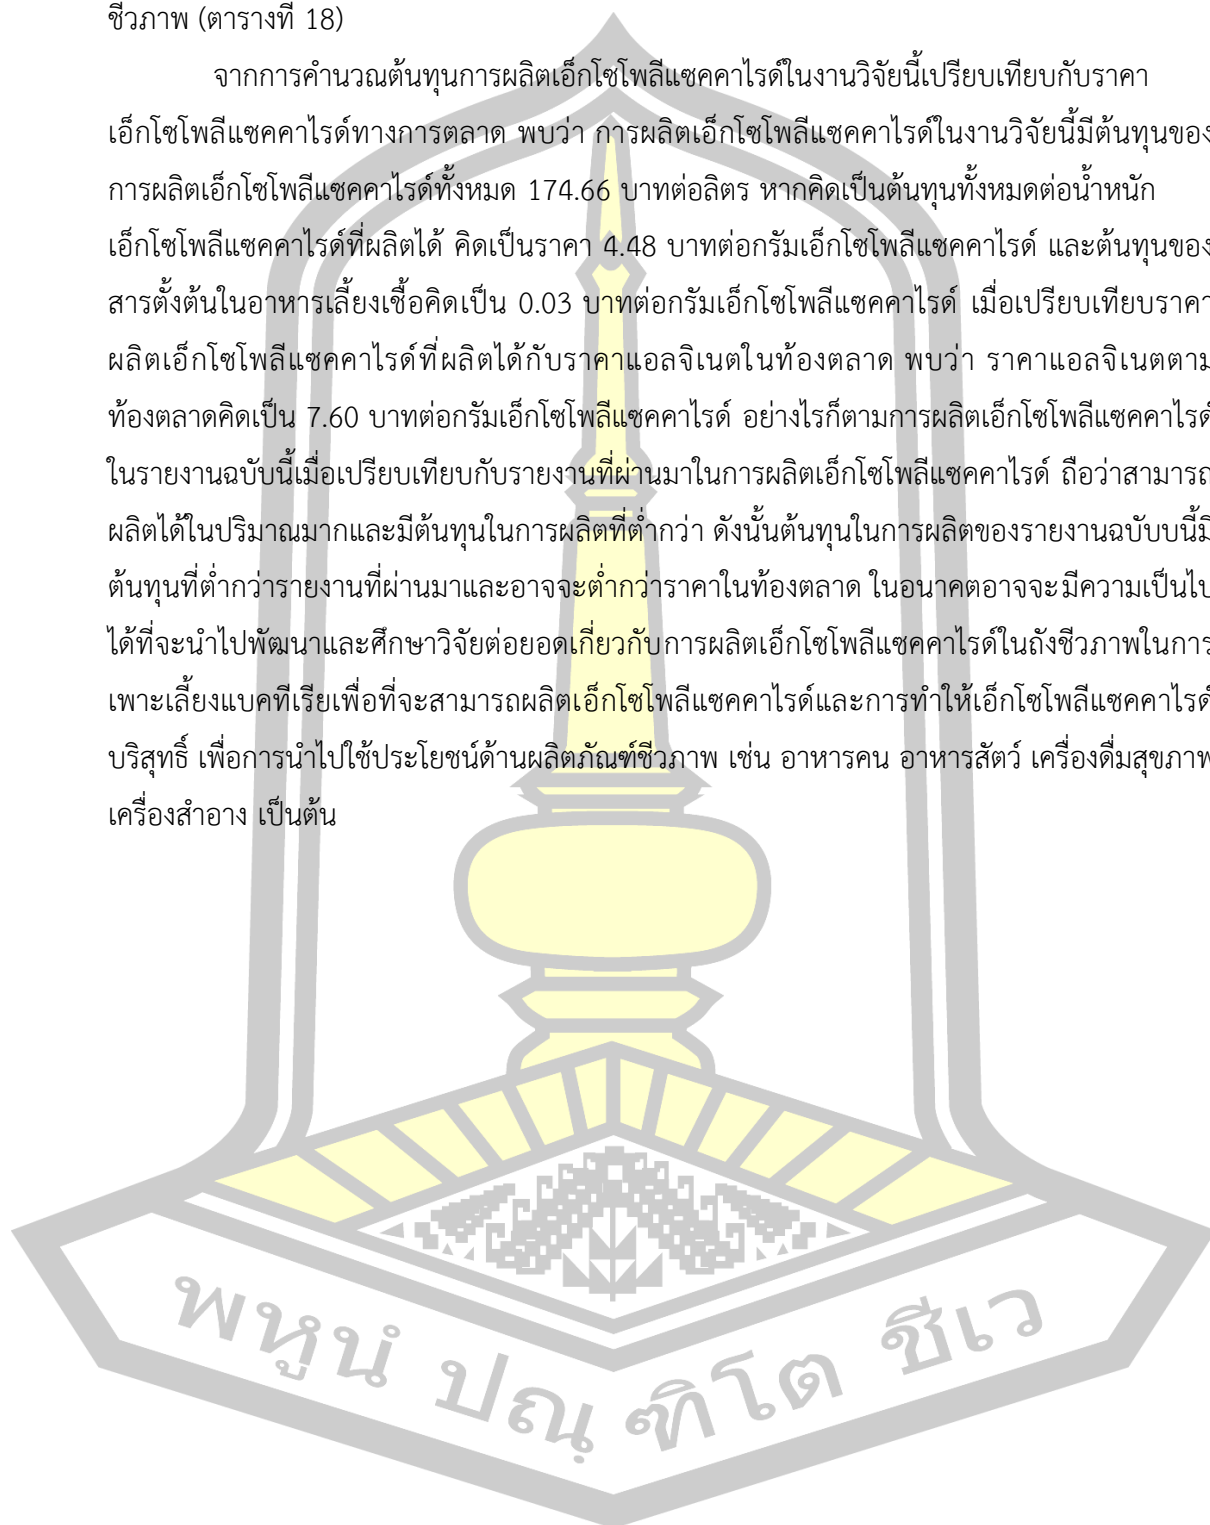 ชีวภาพ (ตารางที่ 18)
จากการคำนวณต้นทุนการผลิตเอ็กโซโพลีแซคคาไรด์ในงานวิจัยนี้เปรียบเทียบกับราคา
เอ็กโซโพลีแซคคาไรด์ทางการตลาด พบว่า การผลิตเอ็กโซโพลีแซคคาไรด์ในงานวิจัยนี้มีต้นทุนของ
การผลิตเอ็กโซโพลีแซคคาไรด์ทั้งหมด 174.66 บาทต่อลิตร หากคิดเป็นต้นทุนทั้งหมดต่อน้ำหนัก
เอ็กโซโพลีแซคคาไรด์ที่ผลิตได้ คิดเป็นราคา 4.48 บาทต่อกรัมเอ็กโซโพลีแซคคาไรด์ และต้นทุนของ
สารตั้งต้นในอาหารเลี้ยงเชื้อคิดเป็น 0.03 บาทต่อกรัมเอ็กโซโพลีแซคคาไรด์ เมื่อเปรียบเทียบราคา
ผลิตเอ็กโซโพลีแซคคาไรด์ที่ผลิตได้กับราคาแอลจิเนตในท้องตลาด พบว่า ราคาแอลจิเนตตาม
ท้องตลาดคิดเป็น 7.60 บาทต่อกรัมเอ็กโซโพลีแซคคาไรด์ อย่างไรก็ตามการผลิตเอ็กโซโพลีแซคคาไรด์
ในรายงานฉบับนี้เมื่อเปรียบเทียบกับรายงานที่ผ่านมาในการผลิตเอ็กโซโพลีแซคคาไรด์ ถือว่าสามารถ
ผลิตได้ในปริมาณมากและมีต้นทุนในการผลิตที่ต่ำกว่า ดังนั้นต้นทุนในการผลิตของรายงานฉบับบนี้มี
ต้นทุนที่ต่ำกว่ารายงานที่ผ่านมาและอาจจะต่ำกว่าราคาในท้องตลาด ในอนาคตอาจจะมีความเป็นไป
ได้ที่จะนำไปพัฒนาและศึกษาวิจัยต่อยอดเกี่ยวกับการผลิตเอ็กโซโพลีแซคคาไรด์ในถังชีวภาพในการ
เพาะเลี้ยงแบคทีเรียเพื่อที่จะสามารถผลิตเอ็กโซโพลีแซคคาไรด์และการทำให้เอ็กโซโพลีแซคคาไรด์
บริสุทธิ์ เพื่อการนำไปใช้ประโยชน์ด้านผลิตภัณฑ์ชีวภาพ เช่น อาหารคน อาหารสัตว์ เครื่องดื่มสุขภาพ
เครื่องสำอาง เป็นต้น
พหูนํ ปณฺ ฑิโต ชีเว